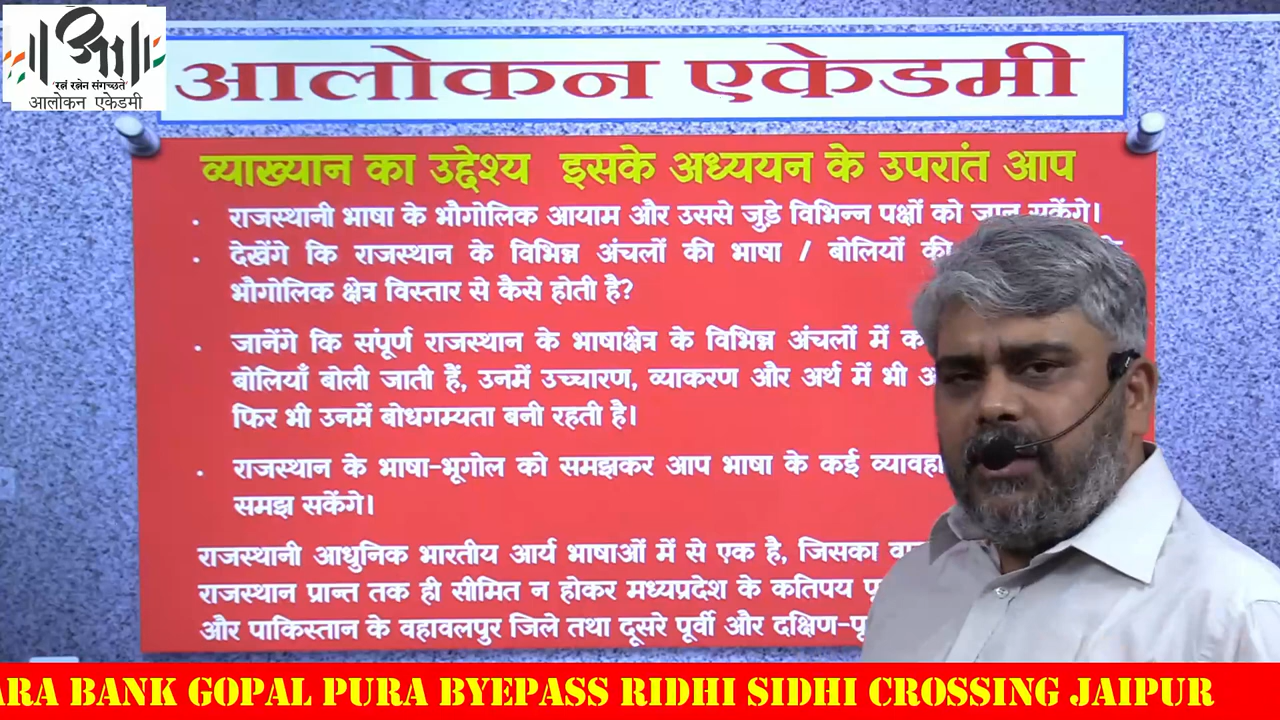 'रत्नं रत्नेन संगच्छते'
आलोकन एकेडमी
आलोकन एकेडमी
व्याख्यान का उद्देश्य इसके अध्ययन के उपरांत आप
. राजस्थानी भाषा के भौगोलिक आयाम और उससे जुड़े विभिन्न पक्षों को जान सकेंगे।
. देखेंगे कि राजस्थान के विभिन्न अंचलों की भाषा / बोलियों की
भौगोलिक क्षेत्र विस्तार से कैसे होती है?
. जानेंगे कि संपूर्ण राजस्थान के भाषाक्षेत्र के विभिन्न अंचलों में
बोलियाँ बोली जाती हैं, उनमें उच्चारण, व्याकरण और अर्थ में भी
फिर भी उनमें बोधगम्यता बनी रहती है।
. राजस्थान के भाषा-भूगोल को समझकर आप भाषा के कई
समझ सकेंगे।
राजस्थानी आधुनिक भारतीय आर्य भाषाओं में से एक है, जिसका
राजस्थान प्रान्त तक ही सीमित न होकर मध्यप्रदेश के कतिपय
और पाकिस्तान के वहावलपुर जिले तथा दूसरे पूर्वी और
ARA BANK GOPAL PURA BYEPASS RIDHI SIDHI CROSSING JAIPUR